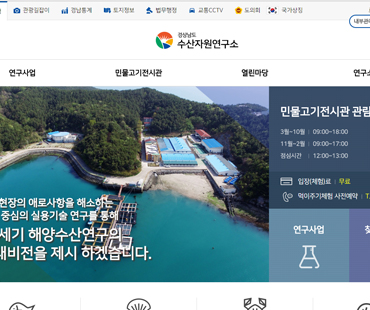 관광길잡이 경남통계 토지정보 법무행정 교통CCTV 도의회 국가상징
내부관
경상남도
수산자원연구소
연구사업 민물고기전시관 열린마당 연구소
현장의 애로사항을 해소하는
중심의 실용기술 연구를 통해
세기 해양수산연구의
대비전을 제시 하겠습니다.
민물고기전시관 관람
3월~10월 | 09:00~18:00
11월~2월 | 09:00~17:00
점심시간 | 12:00~13:00
입장(체험)료 | 무료
먹이주기체험 사전예약 | T.
연구사업
찾